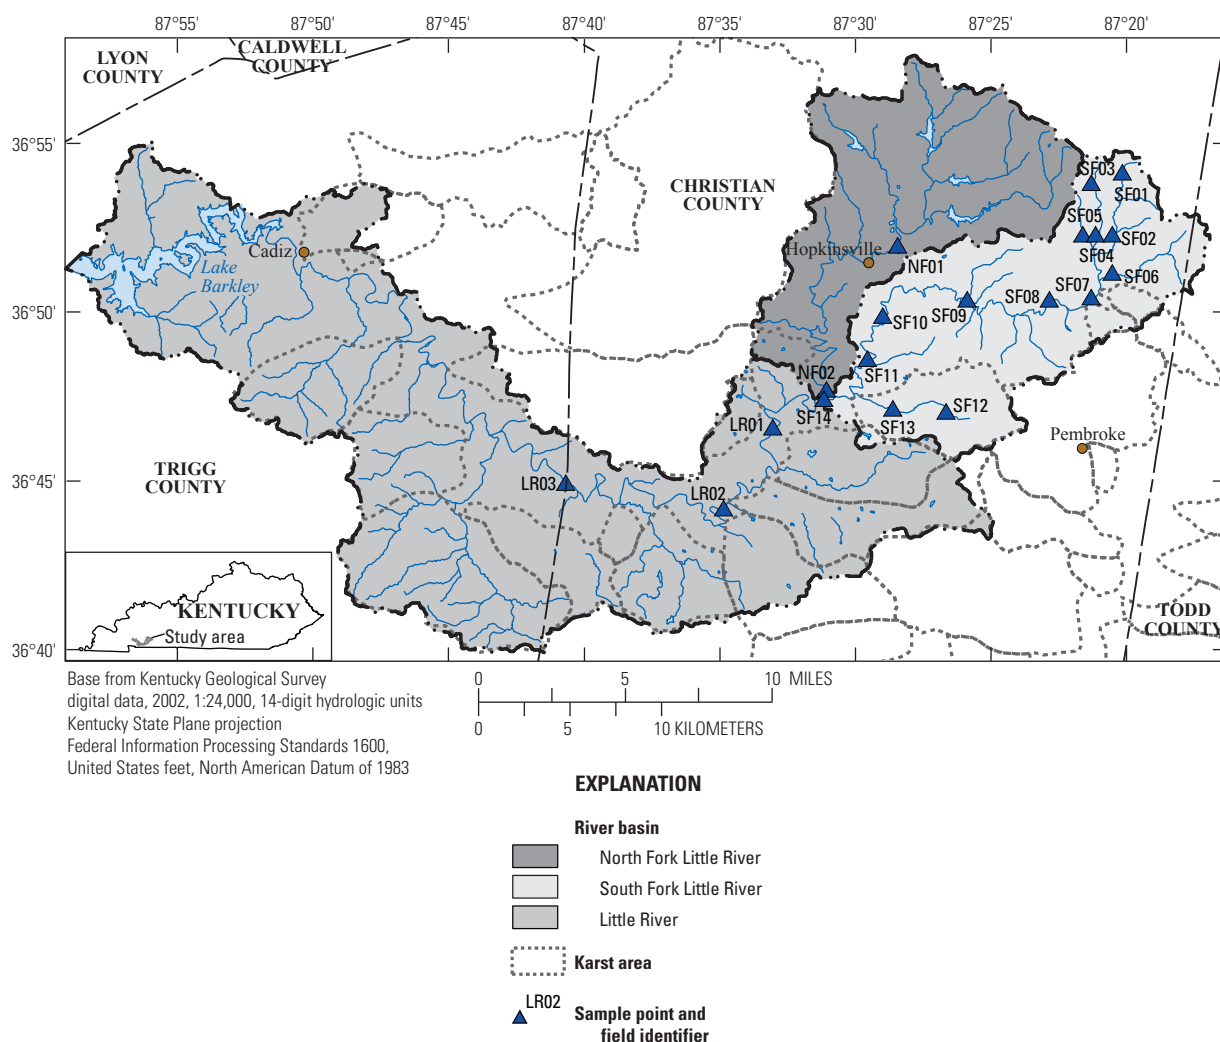 87°55' 87°50' 87°45' 87°40' 87°35' 87°30' 87°25' 87°20'
LYON
COUNTY
CALDWELL
COUNTY
36°55'
CHRISTIAN
COUNTY
SF03
SF01
SF05
SF02
SF04
Cadiz
Hopkinsville
NF01
SF06
Lake
Barkley
36°50'
SF07
SF08
SF09
SF10
SF11
NF02
SF12
SF13
SF14
LR01
Pembroke
TRIGG
COUNTY
36°45'
LR03
LR02
KENTUCKY
Study area
TODD
COUNTY
36°40'
Base from Kentucky Geological Survey
digital data, 2002, 1:24,000, 14-digit hydrologic units
Kentucky State Plane projection
Federal Information Processing Standards 1600,
United States feet, North American Datum of 1983
0 5 10 MILES
0 5 10 KILOMETERS
EXPLANATION
River basin
North Fork Little River
South Fork Little River
Little River
Karst area
LR02
Sample point and
field identifier